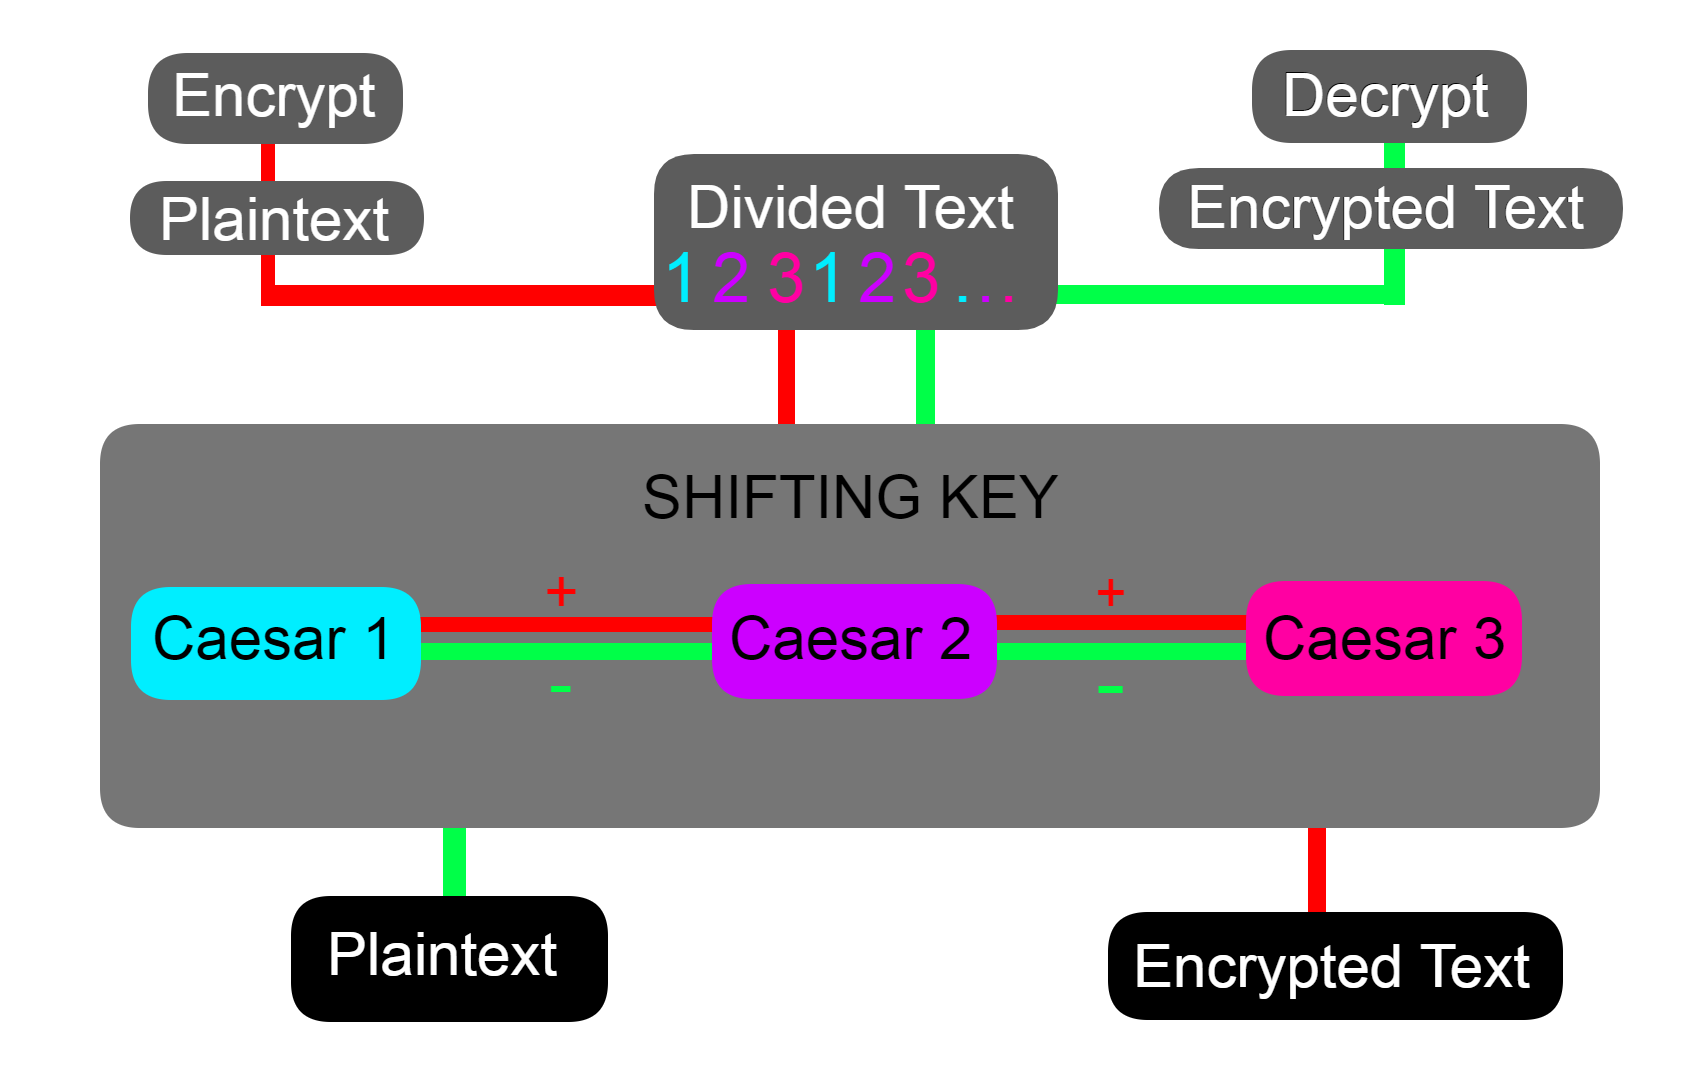 Encrypt
Decrypt
Plaintext
Divided Text
Encrypted Text
1 2 3 1 2 3 ...
SHIFTING KEY
+
+
Caesar 1
Caesar 2
Caesar 3
-
-
Plaintext
Encrypted Text